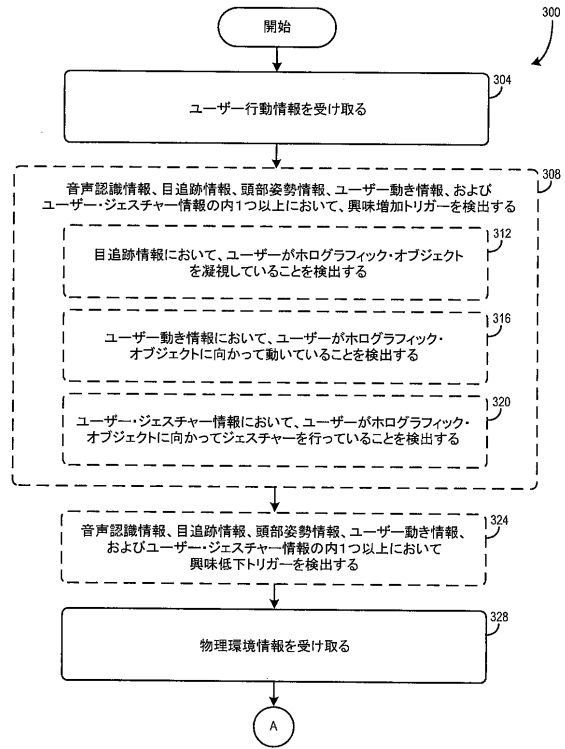 開始
300
304
ユーザー行動情報を受け取る
308
音声認識情報、目追跡情報、頭部姿勢情報、ユーザー動き情報、および
ユーザー・ジェスチャー情報の内1つ以上において、興味増加トリガーを検出する
312
目追跡情報において、ユーザーがホログラフィック・オブジェクト
を凝視していることを検出する
316
ユーザー動き情報において、ユーザーがホログラフィック・
オブジェクトに向かって動いていることを検出する
320
ユーザー・ジェスチャー情報において、ユーザーがホログラフィック・
オブジェクトに向かってジェスチャーを行っていることを検出する
324
音声認識情報、目追跡情報、頭部姿勢情報、ユーザー動き情報、
およびユーザー・ジェスチャー情報の内1つ以上において
興味低下トリガーを検出する
328
物理環境情報を受け取る
A